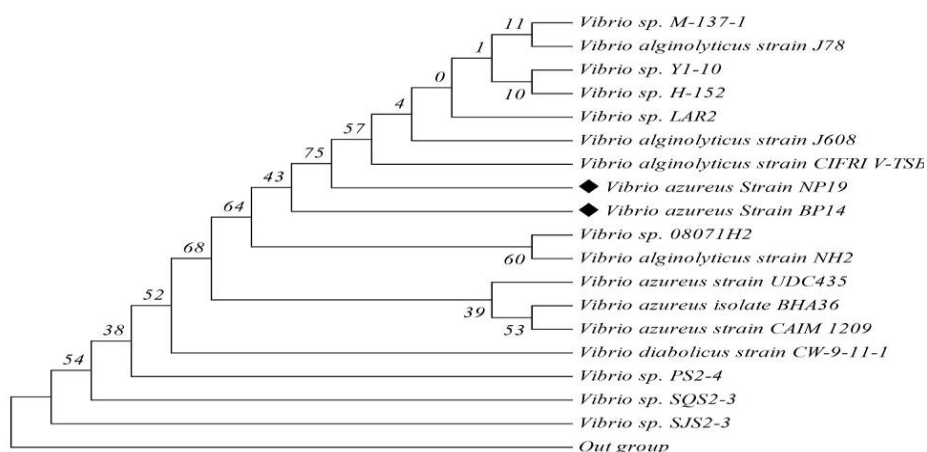 11
Vibrio sp. M-137-1
Vibrio alginolyticus strain J78
1
Vibrio sp. Y1-10
10
Vibrio sp. H-152
0
Vibrio sp. LAR2
4
Vibrio alginolyticus strain J608
57
Vibrio alginolyticus strain CIFRI V-TSB
75
Vibrio azureus Strain NP19
43
Vibrio azureus Strain BP14
64
Vibrio sp. 08071H2
60
Vibrio alginolyticus strain NH2
68
Vibrio azureus strain UDC435
39
Vibrio azureus isolate BHA36
53
Vibrio azureus strain CAIM 1209
52
Vibrio diabolicus strain CW-9-11-1
38
Vibrio sp. PS2-4
54
Vibrio sp. SQS2-3
Vibrio sp. SJS2-3
Out group